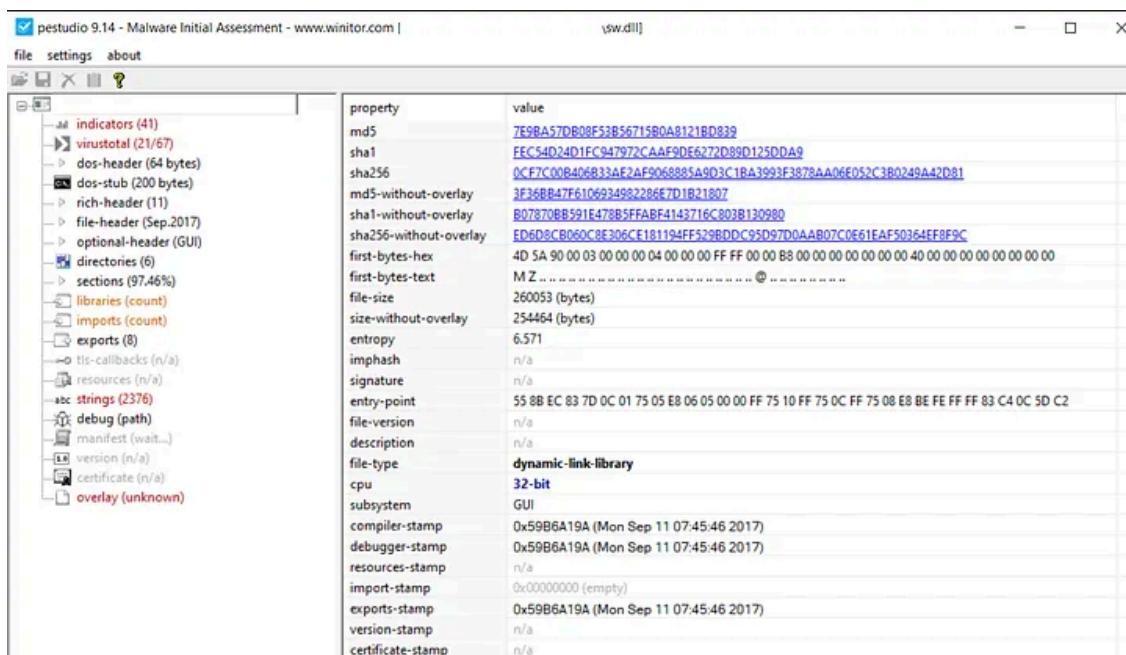 pestudio 9.14 - Malware Initial Assessment - www.winitor.com | \sw.dll]
file settings about
indicators (41)
virustotal (21/67)
dos-header (64 bytes)
dos-stub (200 bytes)
rich-header (11)
file-header (Sep.2017)
optional-header (GUI)
directories (6)
sections (97.46%)
libraries (count)
imports (count)
exports (8)
tls-callbacks (n/a)
resources (n/a)
abc strings (2376)
debug (path)
manifest (wait...)
1.0 version (n/a)
certificate (n/a)
overlay (unknown)
property value
md5 7E9BA57DB08F53B56715B0A8121BD839
sha1 FEC54D24D1FC947972CAAF9DE6272D89D125DDA9
sha256 0CF7C00B406B33AE2AF9068885A9D3C1BA3993F3878AA06E052C3B0249A42D81
md5-without-overlay 3F36BB47F6106934982286E7D1B21807
sha1-without-overlay B07870BB591E478B5FFABF4143716C803B130980
sha256-without-overlay ED6D8CB060C8E306CE181194FF529BDDC95D97D0AAB07C0E61EAF50364EF8F9C
first-bytes-hex 4D 5A 90 00 03 00 00 00 04 00 00 00 FF FF 00 00 B8 00 00 00 00 00 00 00 40 00 00 00 00 00 00 00
first-bytes-text M Z .. .. .. .. .. .. .. .. .. .. .. .. .. .. .. .. .. .. .. .. @ .. .. .. .. .. .. ..
file-size 260053 (bytes)
size-without-overlay 254464 (bytes)
entropy 6.571
imphash n/a
signature n/a
entry-point 55 8B EC 83 7D 0C 01 75 05 E8 06 05 00 00 FF 75 10 FF 75 0C FF 75 08 E8 BE FE FF FF 83 C4 0C 5D C2
file-version n/a
description n/a
file-type dynamic-link-library
cpu 32-bit
subsystem GUI
compiler-stamp 0x59B6A19A (Mon Sep 11 07:45:46 2017)
debugger-stamp 0x59B6A19A (Mon Sep 11 07:45:46 2017)
resources-stamp n/a
import-stamp 0x00000000 (empty)
exports-stamp 0x59B6A19A (Mon Sep 11 07:45:46 2017)
version-stamp n/a
certificate-stamp n/a